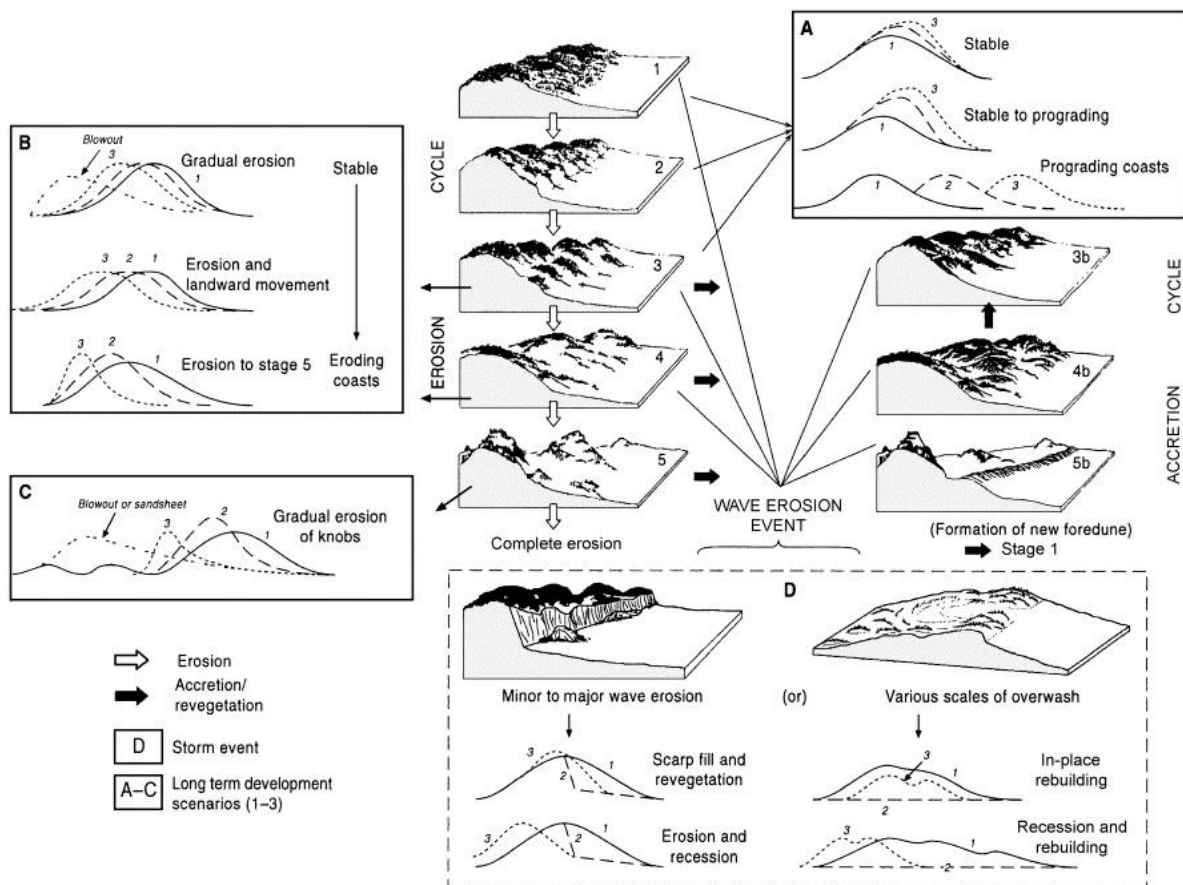 A
3
1
Stable
3
1
Stable to prograding
Prograding coasts
1
2
3
B
Blowout
3
1
Gradual erosion
Stable
3
2
1
Erosion and
landward movement
3
2
1
Erosion to stage 5
Eroding
coasts
C
Blowout or sandsheet
3
2
1
Gradual erosion
of knobs
CYCLE
EROSION
1
2
3
4
5
Complete erosion
WAVE EROSION
EVENT
CYCLE
ACCRETION
3b
4b
5b
(Formation of new foredune)
Stage 1
Erosion
Accretion/
revegetation
D
Storm event
A–C
Long term development
scenarios (1–3)
D
Minor to major wave erosion
(or)
Various scales of overwash
3
2
1
Scarp fill and
revegetation
3
2
1
Erosion and
recession
3
1
2
In-place
rebuilding
3
1
2
Recession and
rebuilding